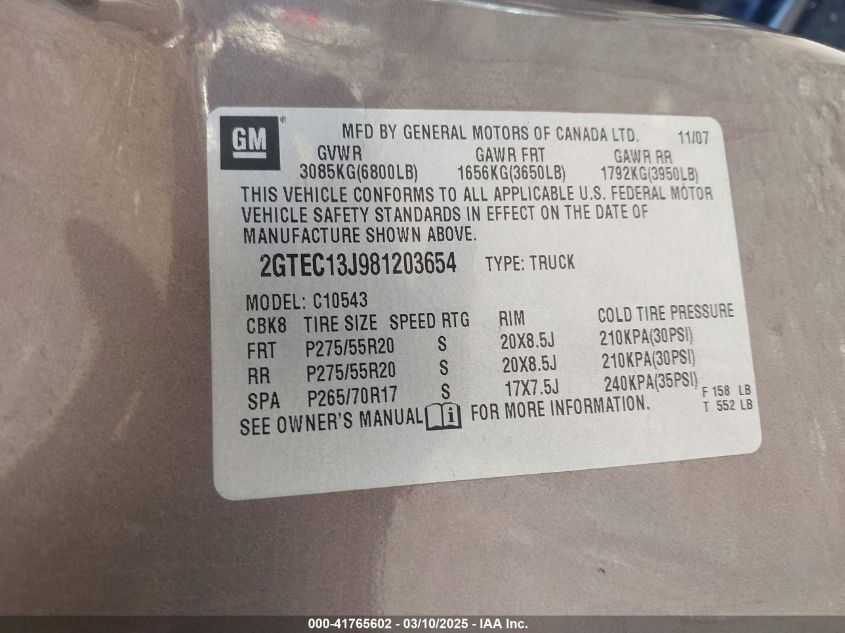 GM ®
MFD BY GENERAL MOTORS OF CANADA LTD. 11/07
GVWR GAWR FRT GAWR RR
3085KG(6800LB) 1656KG(3650LB) 1792KG(3950LB)
THIS VEHICLE CONFORMS TO ALL APPLICABLE U.S. FEDERAL MOTOR
VEHICLE SAFETY STANDARDS IN EFFECT ON THE DATE OF
MANUFACTURE SHOWN ABOVE.
2GTEC13J981203654 TYPE: TRUCK
MODEL: C10543
CBK8 TIRE SIZE SPEED RTG RIM COLD TIRE PRESSURE
FRT P275/55R20 S 20X8.5J 210KPA(30PSI)
RR P275/55R20 S 20X8.5J 210KPA(30PSI)
SPA P265/70R17 S 17X7.5J 240KPA(35PSI) F 158 LB
T 552 LB
SEE OWNER'S MANUAL i FOR MORE INFORMATION.
000-41765602 - 03/10/2025 - IAA Inc.